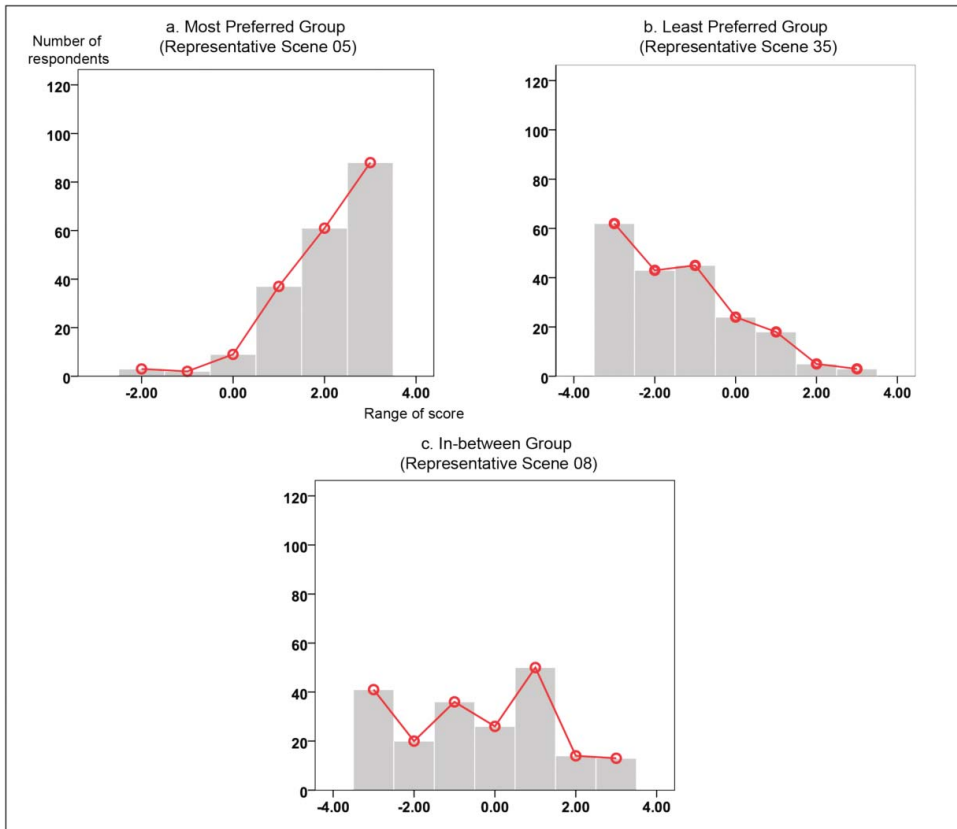 a. Most Preferred Group
(Representative Scene 05)
Number of
respondents
120
100
80
60
40
20
0
-2.00 0.00 2.00 4.00
Range of score
b. Least Preferred Group
(Representative Scene 35)
120
100
80
60
40
20
0
-4.00 -2.00 0.00 2.00 4.00
c. In-between Group
(Representative Scene 08)
120
100
80
60
40
20
0
-4.00 -2.00 0.00 2.00 4.00